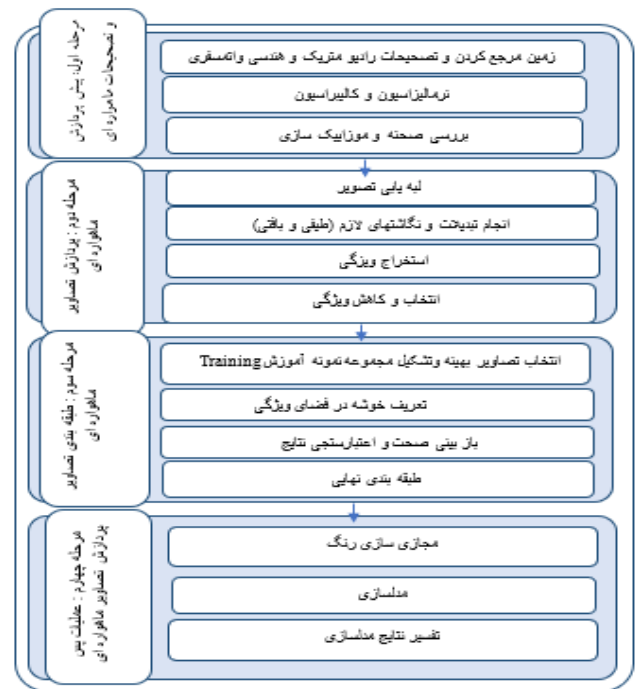 مرحله اول: پیش پردازش
و تصحیحات ماهواره ای
زمین مرجع کردن و تصحیحات رادیو متریک و هندسی واتمسفری
نرمالیزاسیون و کالیبراسیون
بررسی صحنه و موزاییک سازی
مرحله دوم : پردازش تصاویر
ماهواره ای
لبه یابی تصویر
انجام تبدیلات و نگاشتهای لازم (طیفی و بافتی)
استخراج ویژگی
انتخاب و کاهش ویژگی
مرحله سوم : طبقه بندی تصاویر
ماهواره ای
انتخاب تصاویر بهینه وتشکیل مجموعه نمونه آموزش Training
تعریف خوشه در فضای ویژگی
باز بینی صحت و اعتبارسنجی نتایج
طبقه بندی نهایی
مرحله چهارم : عملیات پس
پردازش تصاویر ماهواره ای
مجازی سازی رنگ
مدلسازی
تفسیر نتایج مدلسازی